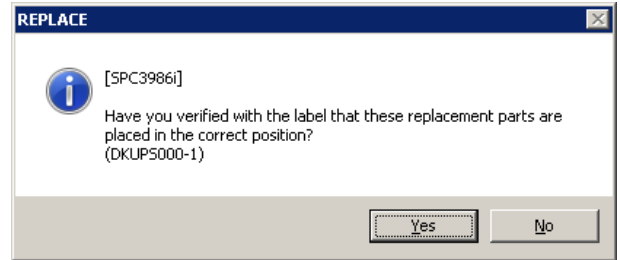 REPLACE
[SPC3986i]
Have you verified with the label that these replacement parts are
placed in the correct position?
(DKUPS000-1)
Yes
No